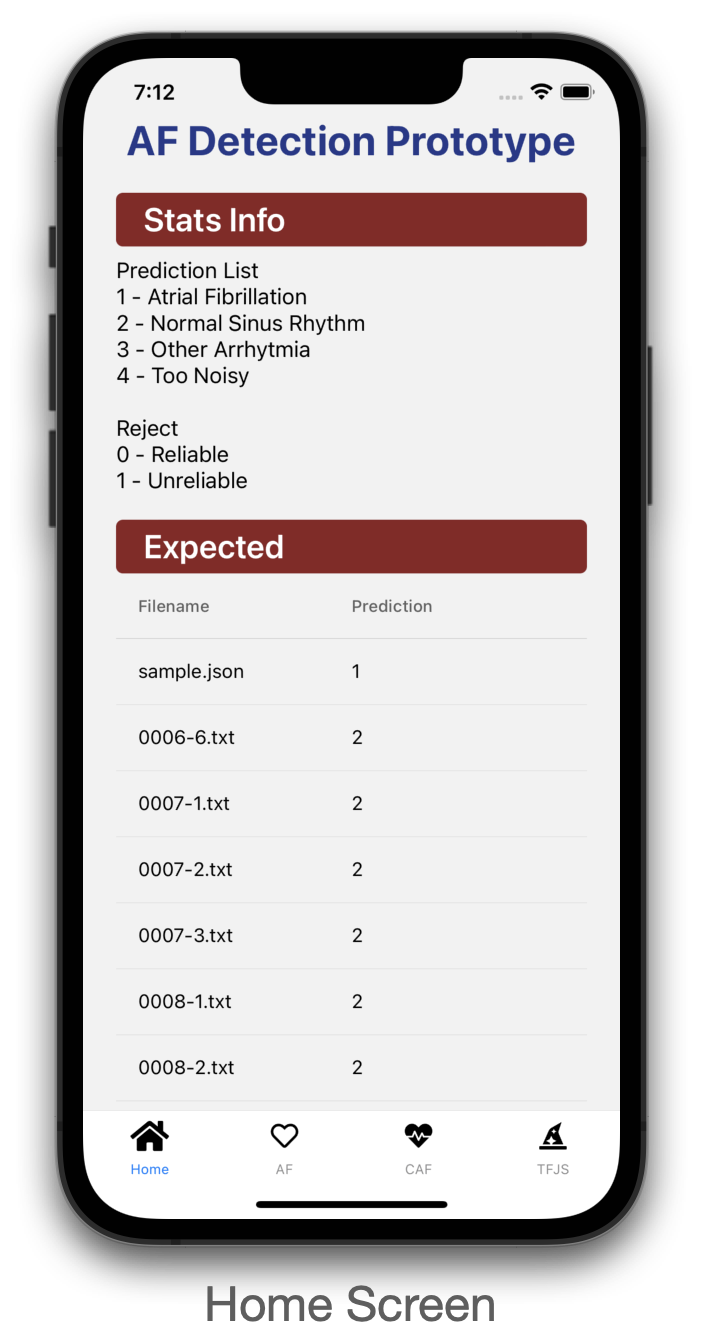 7:12
AF Detection Prototype
Stats Info
Prediction List
1 - Atrial Fibrillation
2 - Normal Sinus Rhythm
3 - Other Arrhytmia
4 - Too Noisy
Reject
0 - Reliable
1 - Unreliable
Expected
Filename Prediction
sample.json 1
0006-6.txt 2
0007-1.txt 2
0007-2.txt 2
0007-3.txt 2
0008-1.txt 2
0008-2.txt 2
Home AF CAF TFJS
Home Screen